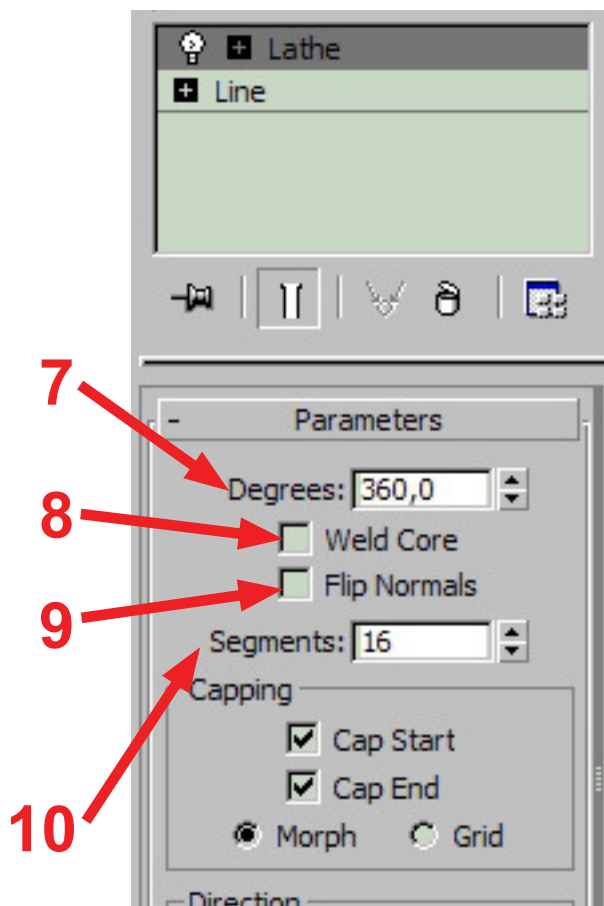 Lathe
Line
7
- Parameters
Degrees: 360,0
8
Weld Core
Flip Normals
9
Segments: 16
Capping
Cap Start
Cap End
10
Morph Grid
Direction